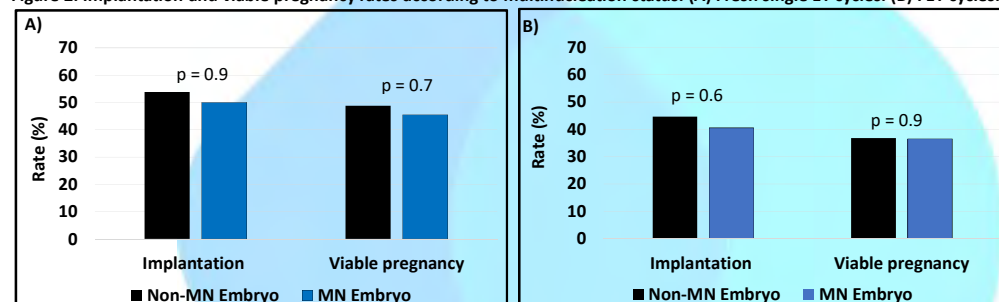 Figure 2. Implantation and viable pregnancy rates according to multinucleation status. (A) Fresh single ET cycles. (B) FET cycles.
A)
70
60
50
40
30
20
10
0
Rate (%)
p = 0.9
p = 0.7
Implantation
Viable pregnancy
Non-MN Embryo
MN Embryo
B)
70
60
50
40
30
20
10
0
Rate (%)
p = 0.6
p = 0.9
Implantation
Viable pregnancy
Non-MN Embryo
MN Embryo